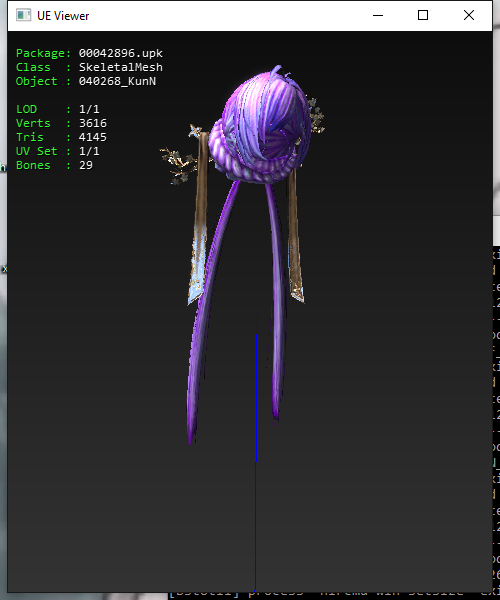 UE Viewer
Package: 00042896.upk
Class : SkeletalMesh
Object : 040268_KunN
LOD : 1/1
Verts : 3616
Tris : 4145
UV Set : 1/1
Bones : 29